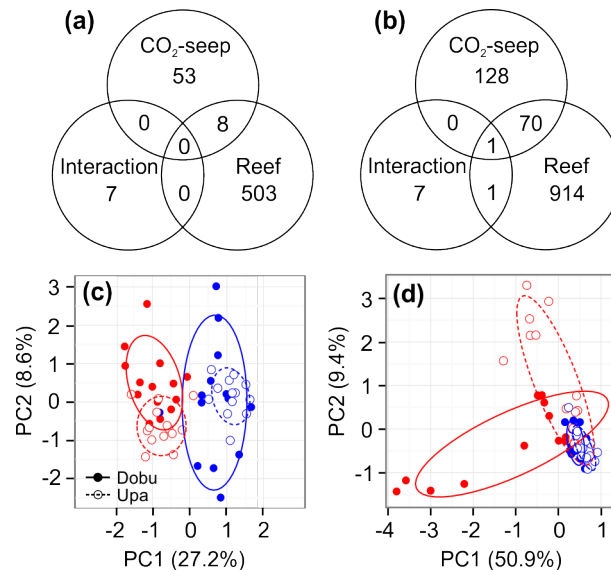 (a)
CO₂-seep
53
0
8
0
Interaction
7
0
Reef
503
(b)
CO₂-seep
128
0
70
1
Interaction
7
1
Reef
914
(c)
3
2
1
0
-1
-2
PC2 (8.6%)
Dobu
Upa
-2
-1
0
1
2
PC1 (27.2%)
(d)
3
2
1
0
-1
PC2 (9.4%)
-4
-3
-2
-1
0
1
PC1 (50.9%)